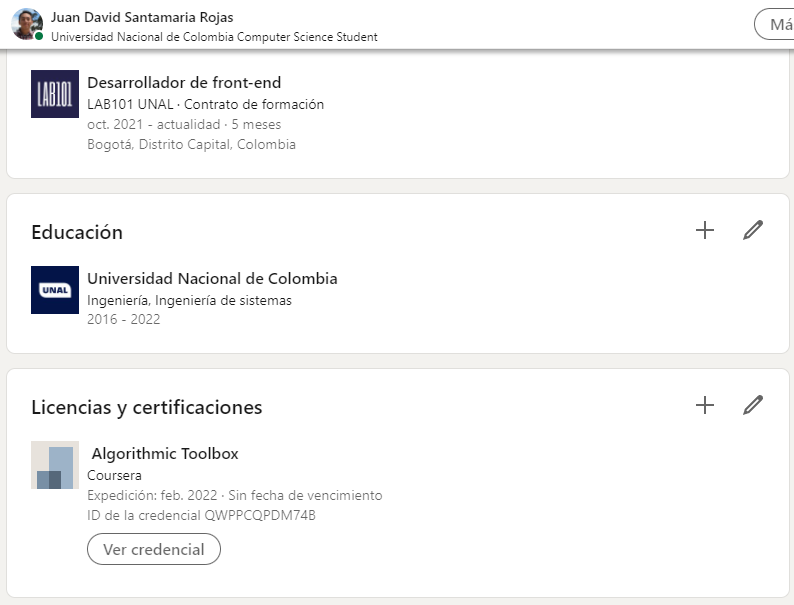 Juan David Santamaria Rojas
Universidad Nacional de Colombia Computer Science Student
Má
LAB101
Desarrollador de front-end
LAB101 UNAL · Contrato de formación
oct. 2021 - actualidad · 5 meses
Bogotá, Distrito Capital, Colombia
Educación
UNAL
Universidad Nacional de Colombia
Ingeniería, Ingeniería de sistemas
2016 - 2022
Licencias y certificaciones
Algorithmic Toolbox
Coursera
Expedición: feb. 2022 · Sin fecha de vencimiento
ID de la credencial QWPPCQPDM74B
Ver credencial